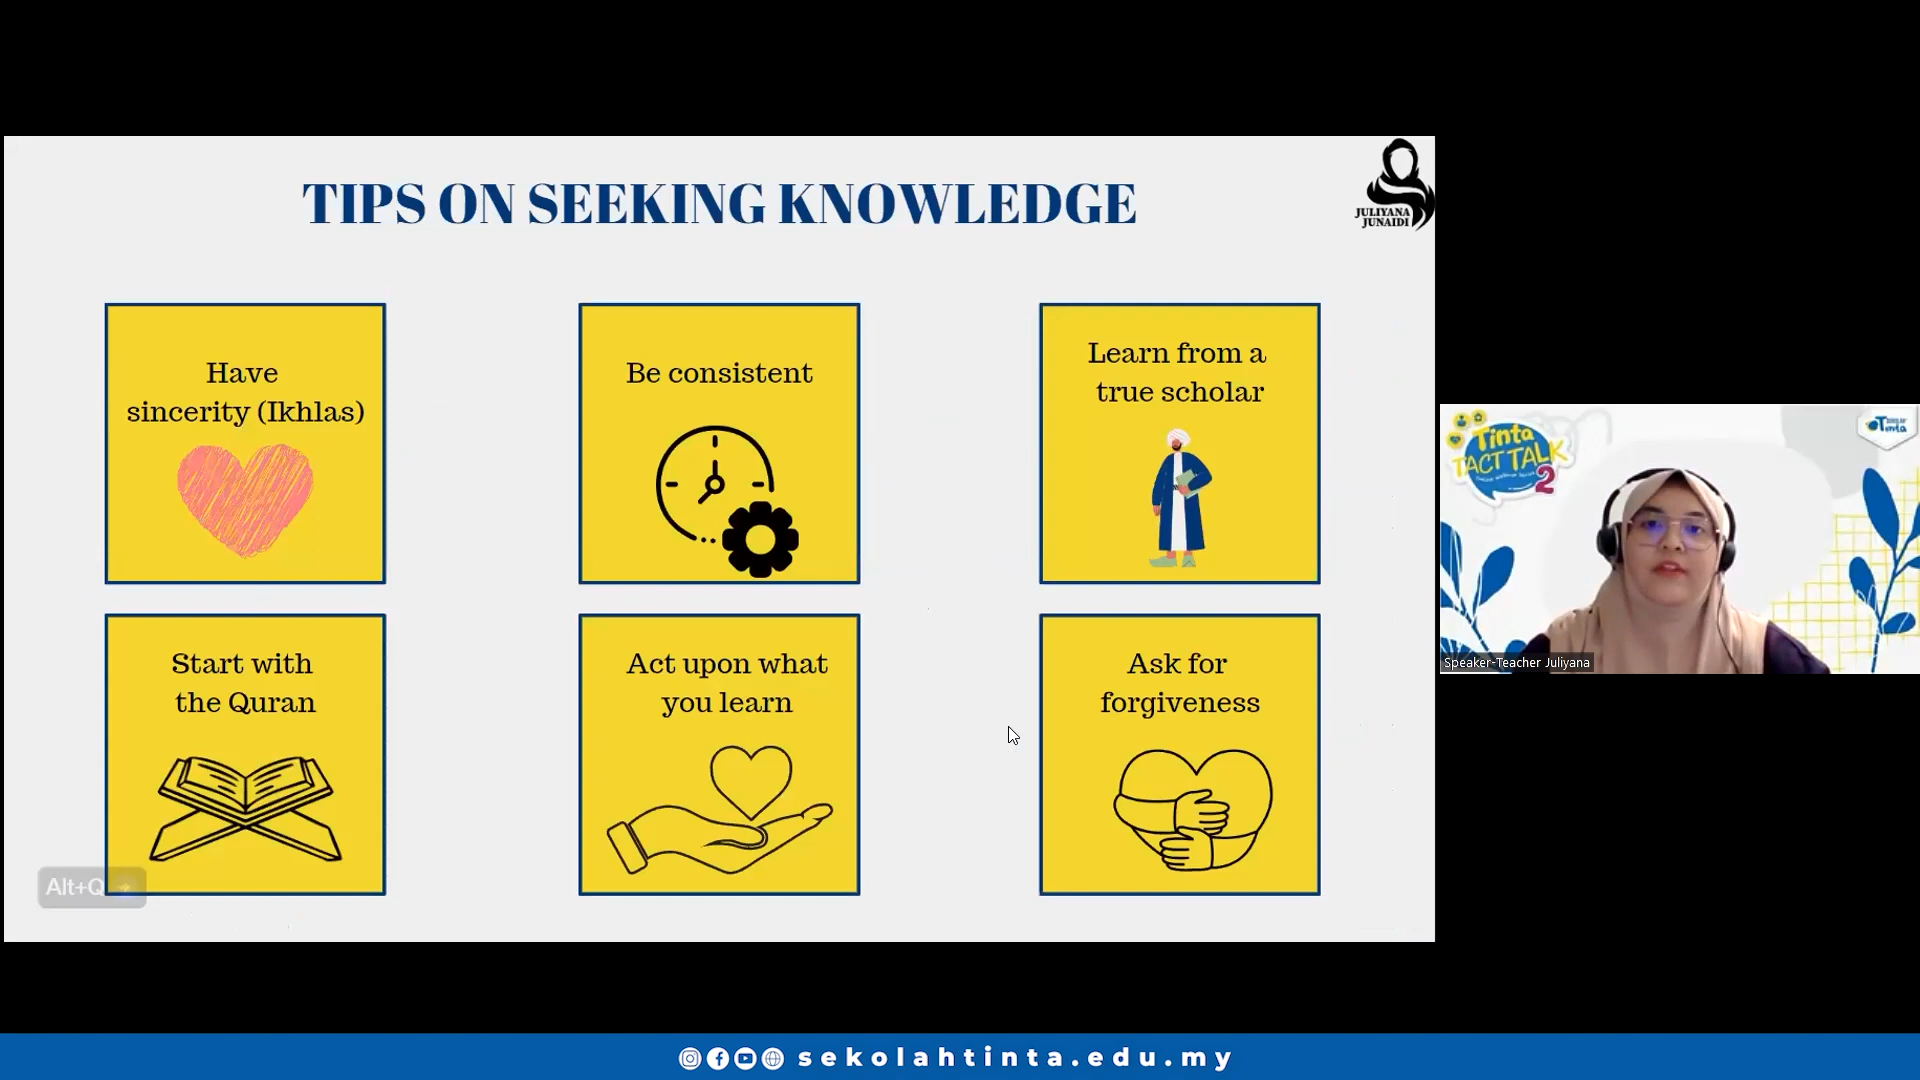 TIPS ON SEEKING KNOWLEDGE
JULIYANA
JUNAIDI
Have
sincerity (Ikhlas)
Be consistent
Learn from a
true scholar
Start with
the Quran
Act upon what
you learn
Ask for
forgiveness
Alt+Q
Tinta
TACT TALK
2
Tinta
Speaker-Teacher Juliyana
sekolahtinta.edu.my